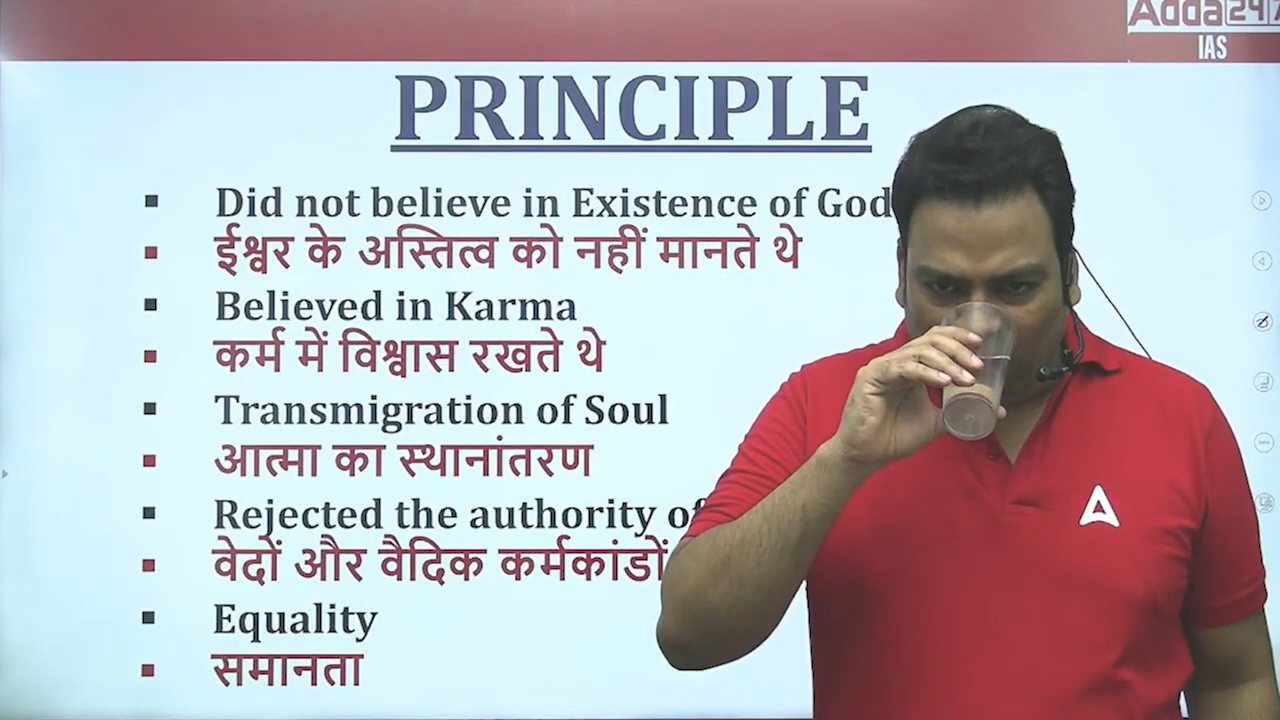 Adda247
IAS
PRINCIPLE
▪ Did not believe in Existence of God
▪ ईश्वर के अस्तित्व को नहीं मानते थे
▪ Believed in Karma
▪ कर्म में विश्वास रखते थे
▪ Transmigration of Soul
▪ आत्मा का स्थानांतरण
▪ Rejected the authority of
▪ वेदों और वैदिक कर्मकांडों
▪ Equality
▪ समानता